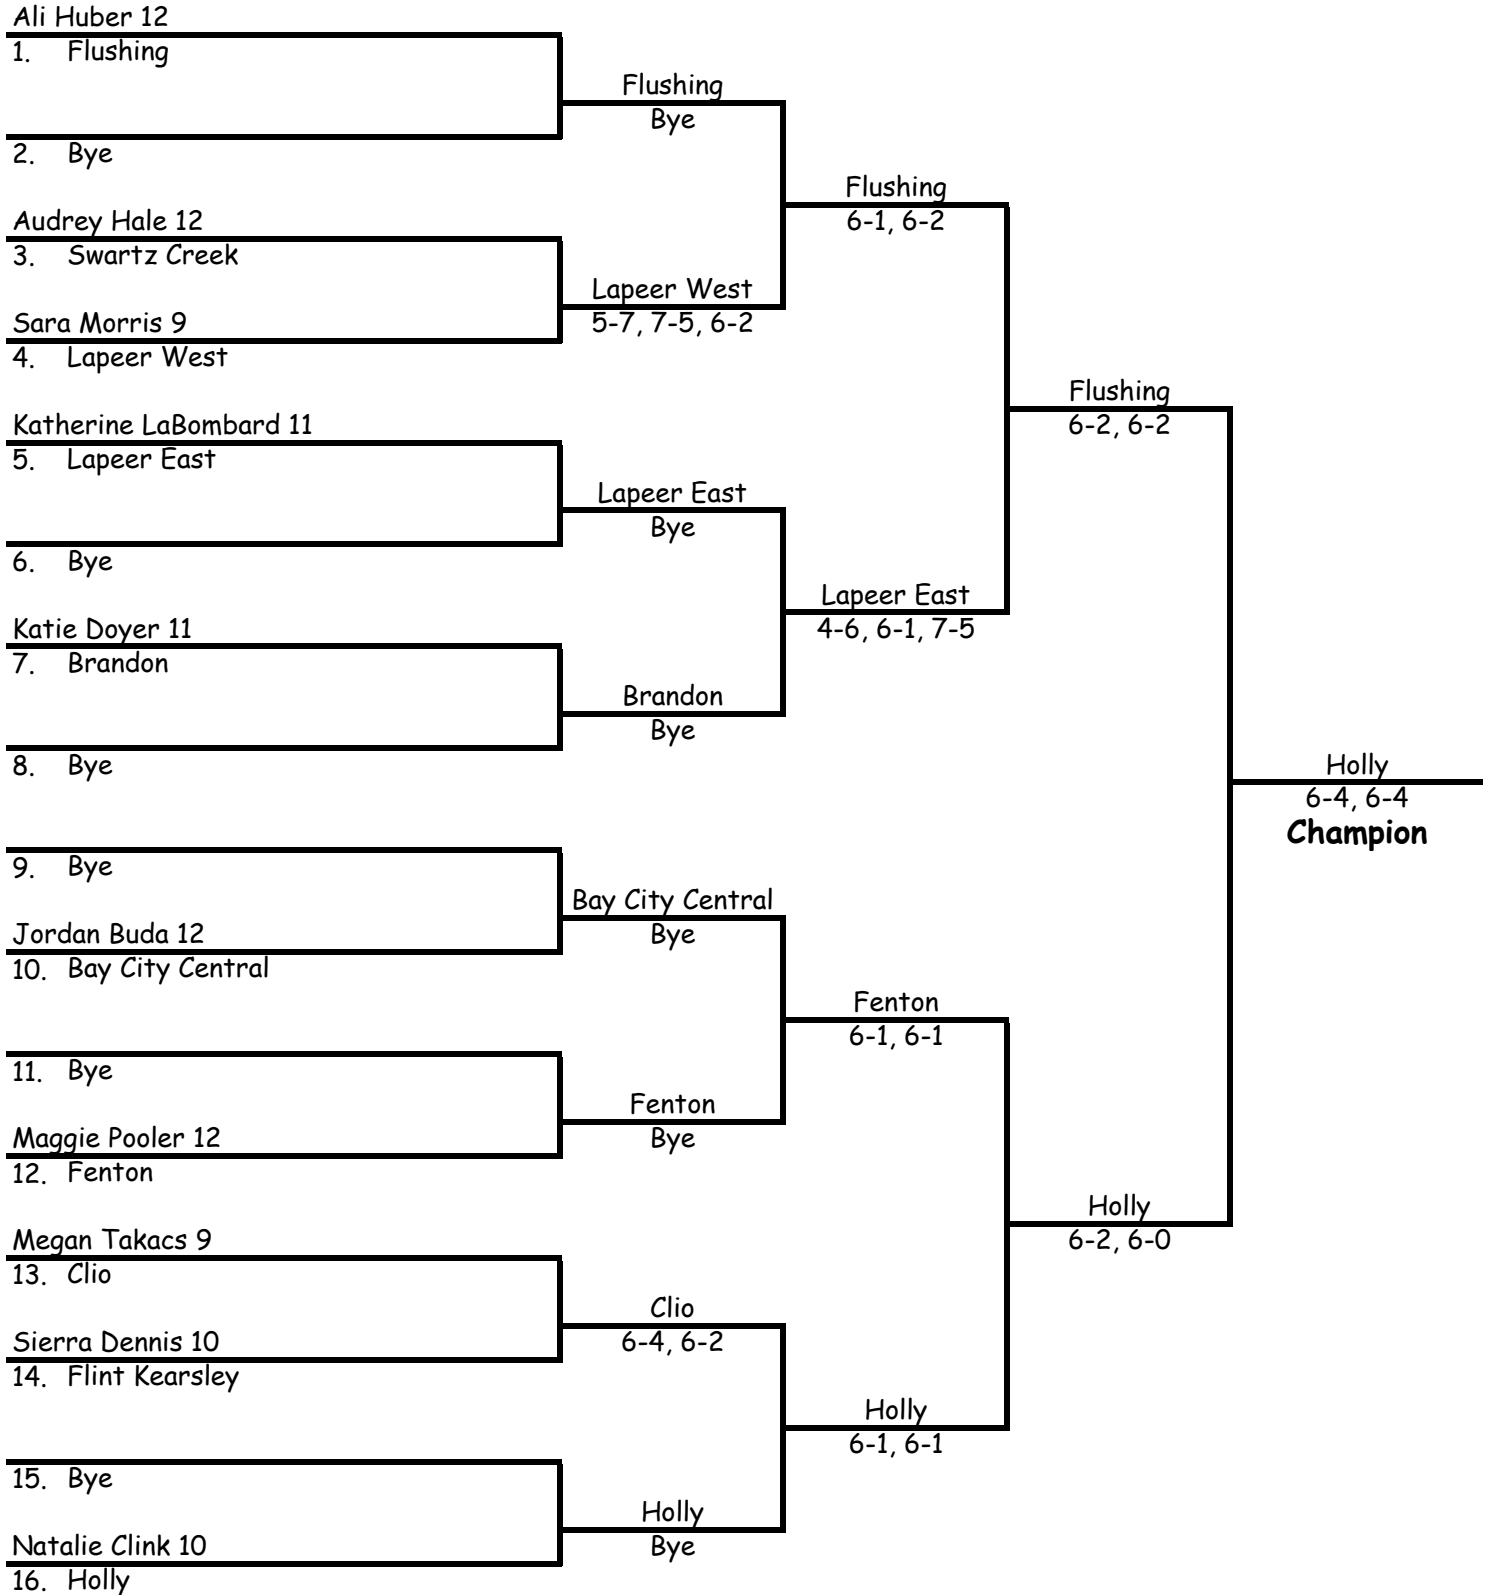 Ali Huber 12
1. Flushing
2. Bye
Audrey Hale 12
3. Swartz Creek
Sara Morris 9
4. Lapeer West
Katherine LaBombard 11
5. Lapeer East
6. Bye
Katie Doyer 11
7. Brandon
8. Bye
9. Bye
Jordan Buda 12
10. Bay City Central
11. Bye
Maggie Pooler 12
12. Fenton
Megan Takacs 9
13. Clio
Sierra Dennis 10
14. Flint Kearsley
15. Bye
Natalie Clink 10
16. Holly
Flushing
Bye
Lapeer West
5-7, 7-5, 6-2
Lapeer East
Bye
Brandon
Bye
Bay City Central
Bye
Fenton
Bye
Clio
6-4, 6-2
Holly
Bye
Flushing
6-1, 6-2
Lapeer East
4-6, 6-1, 7-5
Fenton
6-1, 6-1
Holly
6-1, 6-1
Flushing
6-2, 6-2
Holly
6-2, 6-0
Holly
6-4, 6-4
Champion